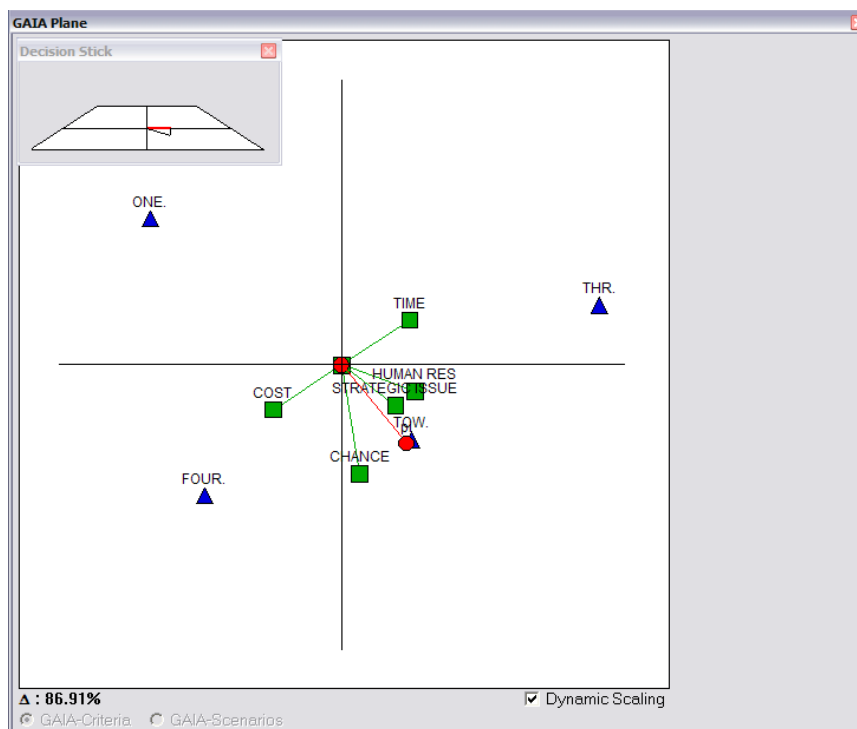 GAIA Plane
Decision Stick
ONE.
THR.
TIME
HUMAN RES
STRATEGIC ISSUE
COST
TOW.
pi
CHANCE
FOUR.
Δ : 86.91%
Dynamic Scaling
GAIA-Criteria GAIA-Scenarios